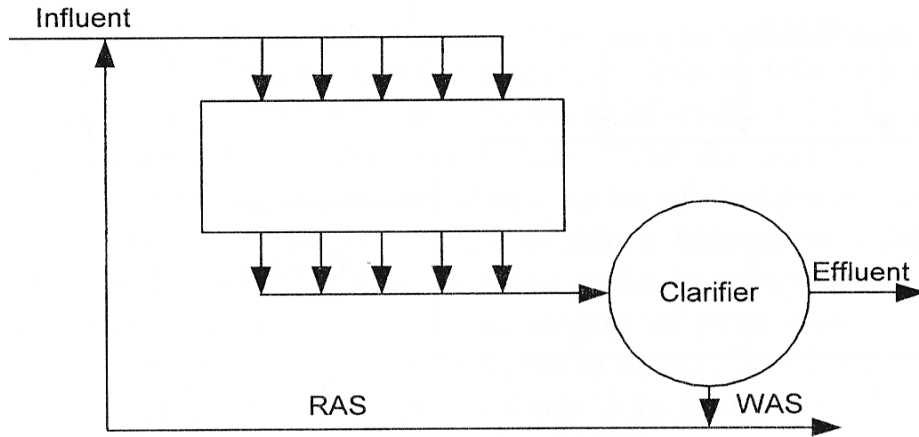 Influent
Clarifier
Effluent
RAS
WAS